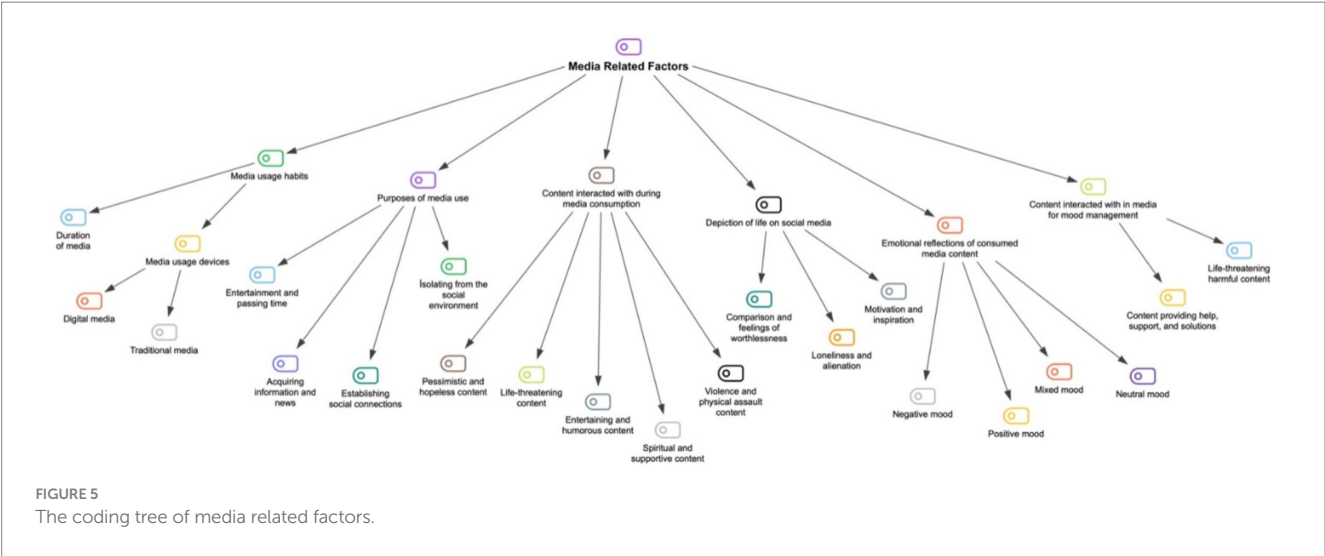 Media Related Factors
Media usage habits
Duration
of media
Media usage devices
Digital media
Traditional media
Purposes of media use
Entertainment and
passing time
Acquiring
information and
news
Establishing
social connections
Isolating from the
social
environment
Content interacted with during
media consumption
Pessimistic and
hopeless content
Life-threatening
content
Entertaining and
humorous content
Spiritual and
supportive content
Violence and
physical assault
content
Depiction of life on social media
Comparison and
feelings of
worthlessness
Loneliness and
alienation
Motivation and
inspiration
Emotional reflections of consumed
media content
Negative mood
Positive mood
Mixed mood
Neutral mood
Content interacted with in media
for mood management
Content providing help,
support, and solutions
Life-threatening
harmful content
FIGURE 5
The coding tree of media related factors.